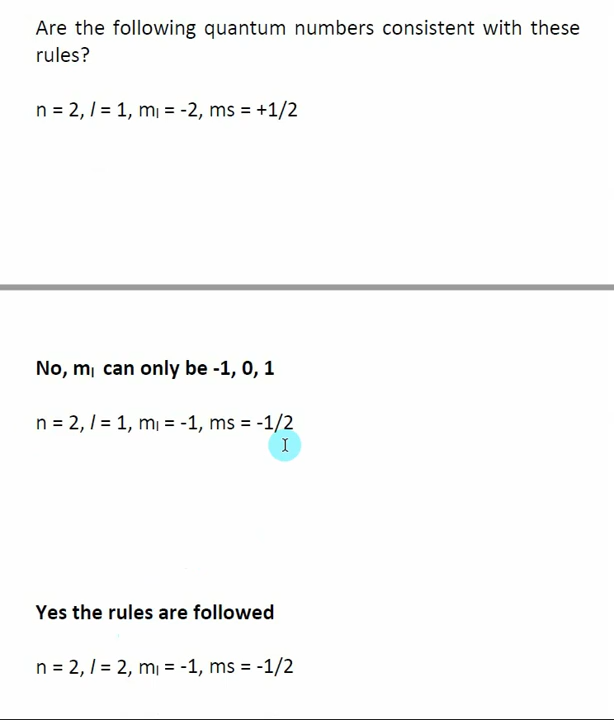 Are the following quantum numbers consistent with these
rules?
n = 2, l = 1, ml = -2, ms = +1/2
No, ml can only be -1, 0, 1
n = 2, l = 1, ml = -1, ms = -1/2
Yes the rules are followed
n = 2, l = 2, ml = -1, ms = -1/2